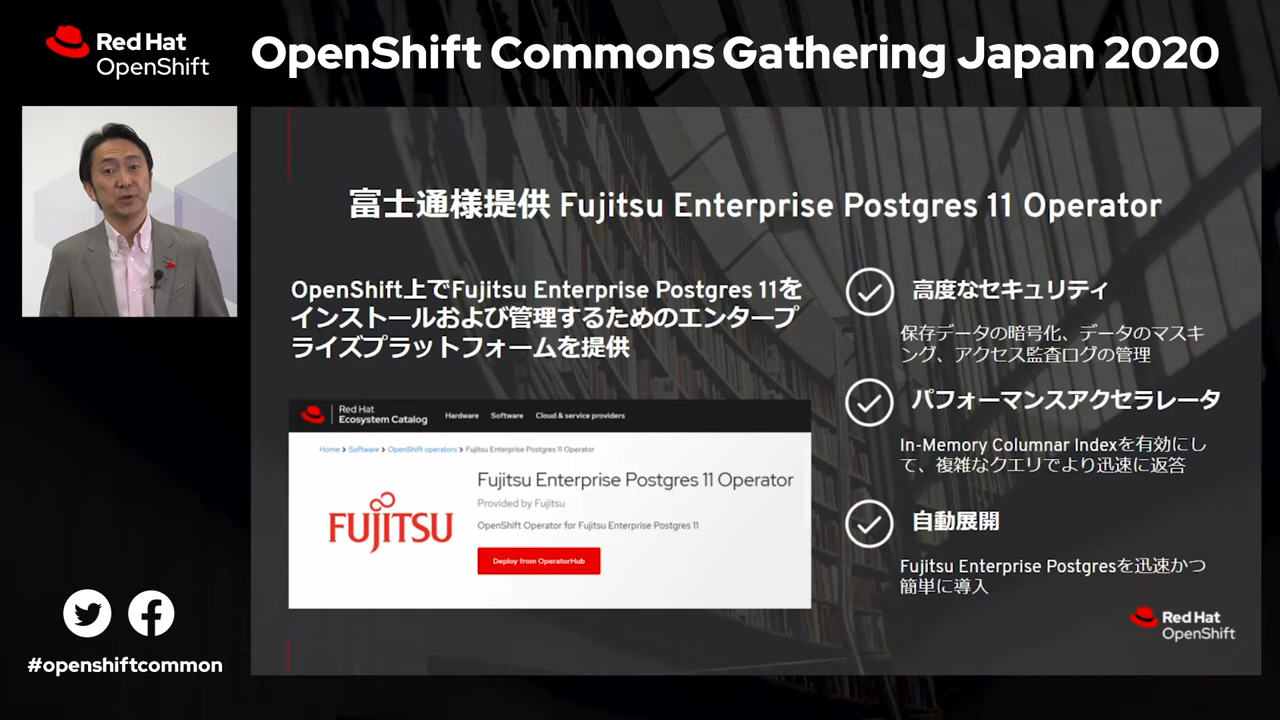 Red Hat
OpenShift
OpenShift Commons Gathering Japan 2020
富士通様提供 Fujitsu Enterprise Postgres 11 Operator
OpenShift上でFujitsu Enterprise Postgres 11を
インストールおよび管理するためのエンタープ
ライズプラットフォームを提供
Red Hat
Ecosystem Catalog
Hardware Software Cloud & service providers
Home > Software > OpenShift operators > Fujitsu Enterprise Postgres 11 Operator
FUJITSU
Fujitsu Enterprise Postgres 11 Operator
Provided by Fujitsu
OpenShift Operator for Fujitsu Enterprise Postgres 11
Deploy from OperatorHub
高度なセキュリティ
保存データの暗号化、データのマスキ
ング、アクセス監査ログの管理
パフォーマンスアクセラレータ
In-Memory Columnar Indexを有効にし
て、複雑なクエリでより迅速に返答
自動展開
Fujitsu Enterprise Postgresを迅速かつ
簡単に導入
Red Hat
OpenShift
#openshiftcommon